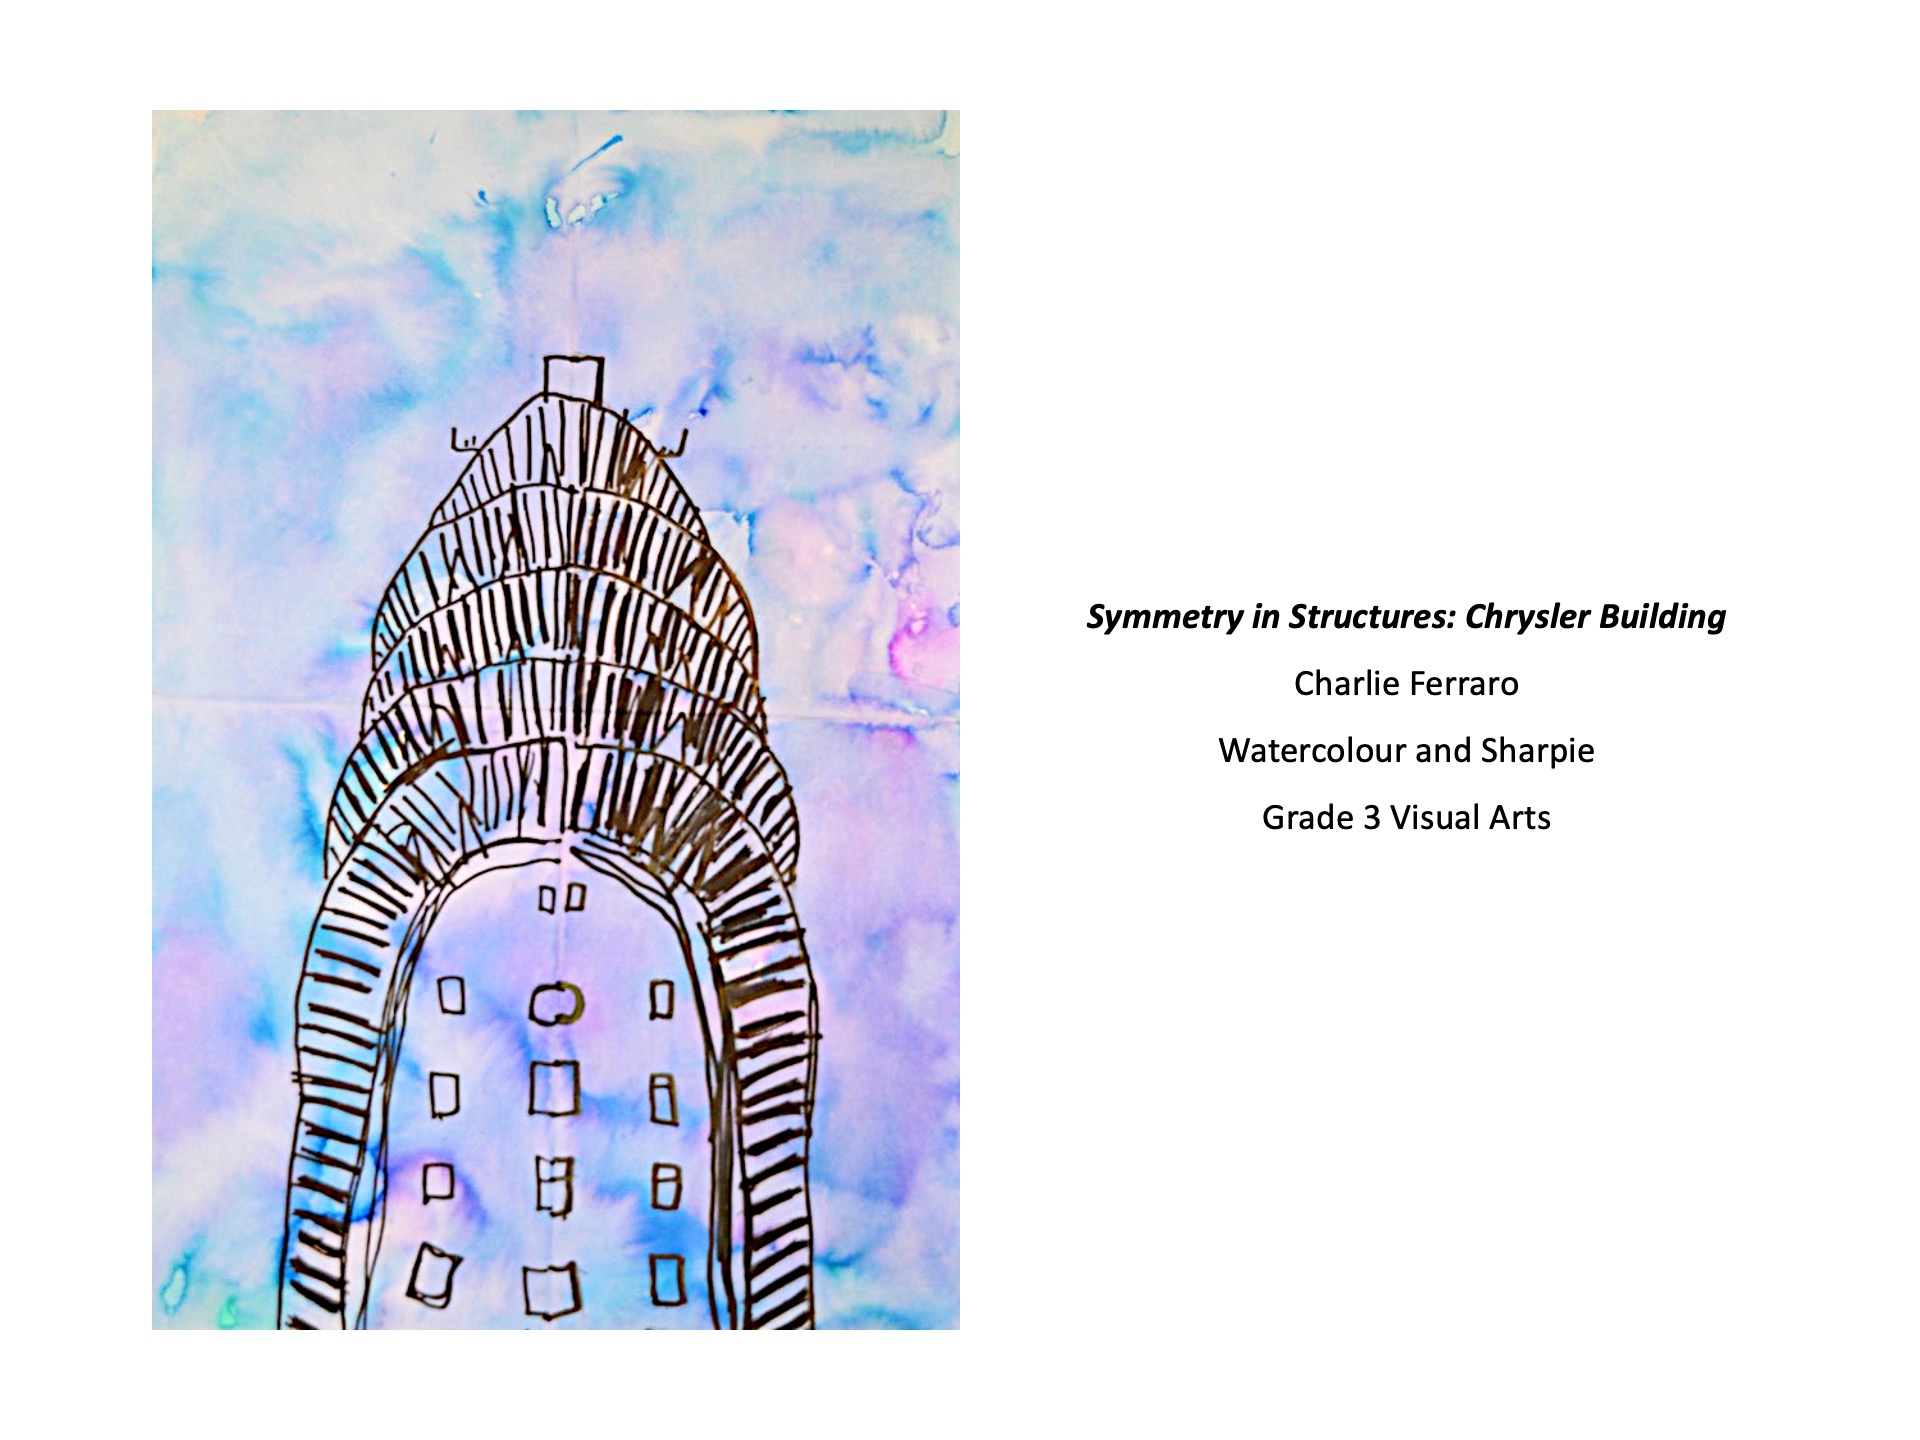 Symmetry in Structures: Chrysler Building
Charlie Ferraro
Watercolour and Sharpie
Grade 3 Visual Arts